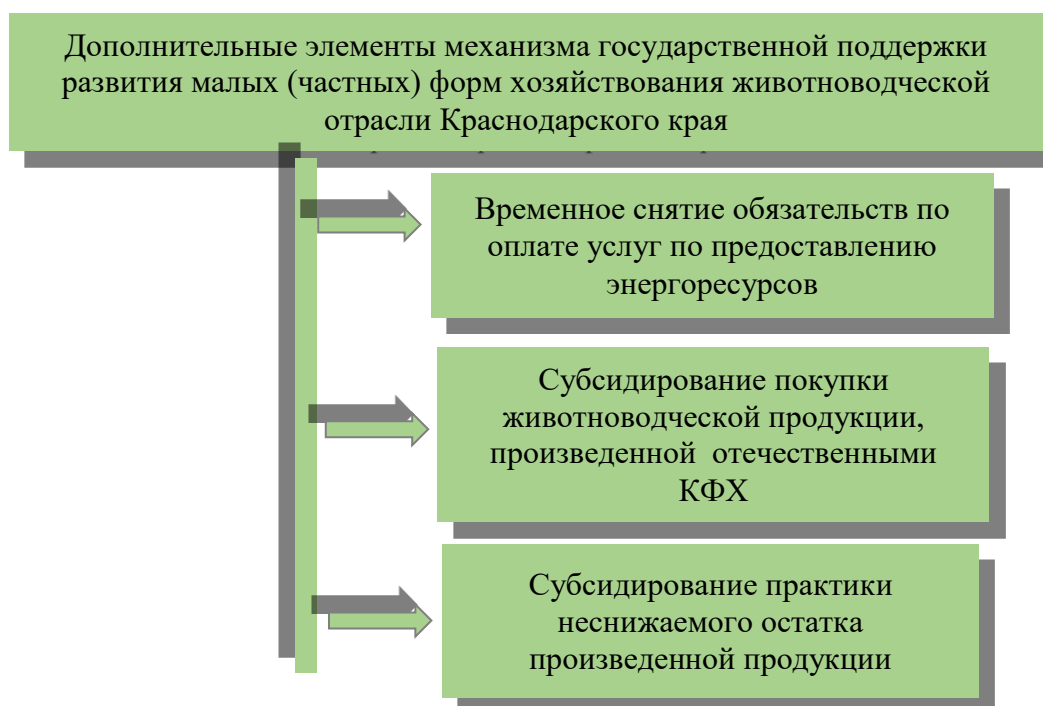 Дополнительные элементы механизма государственной поддержки
развития малых (частных) форм хозяйствования животноводческой
отрасли Краснодарского края
Временное снятие обязательств по
оплате услуг по предоставлению
энергоресурсов
Субсидирование покупки
животноводческой продукции,
произведенной отечественными
КФХ
Субсидирование практики
неснижаемого остатка
произведенной продукции